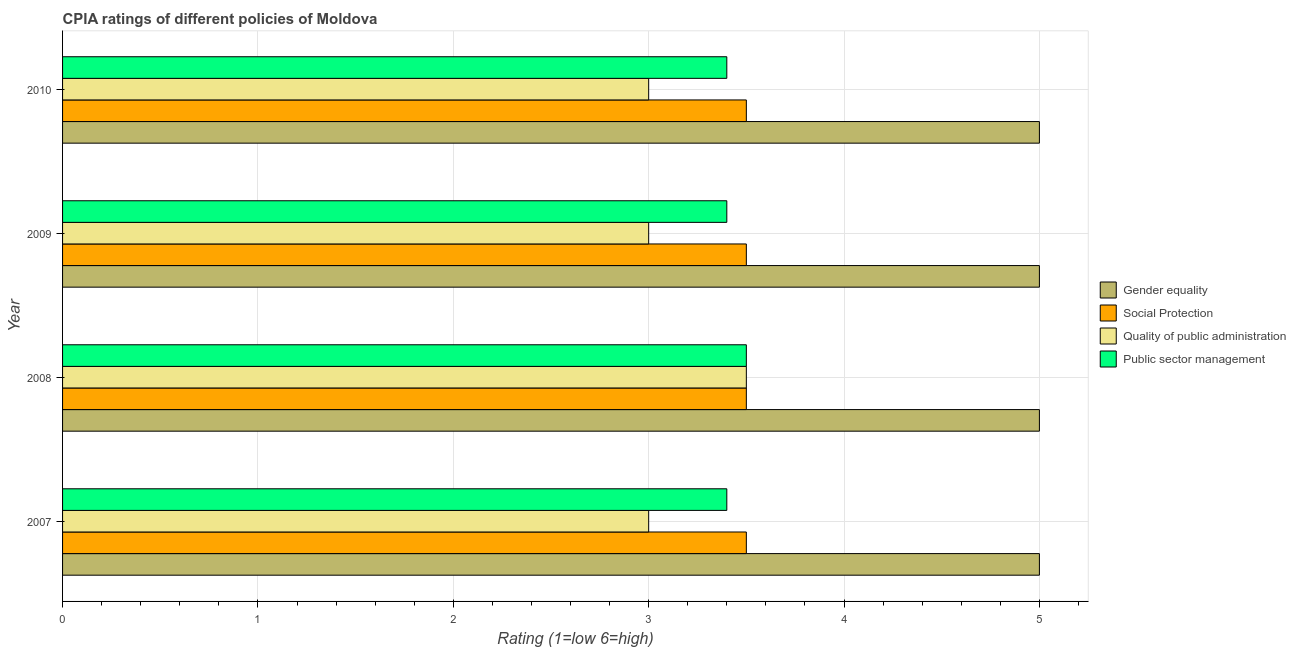 CPIA ratings of different policies of Moldova
2010
2009
2008
2007
Year
0 1 2 3 4 5
Rating (1=low 6=high)
Gender equality
Social Protection
Quality of public administration
Public sector management